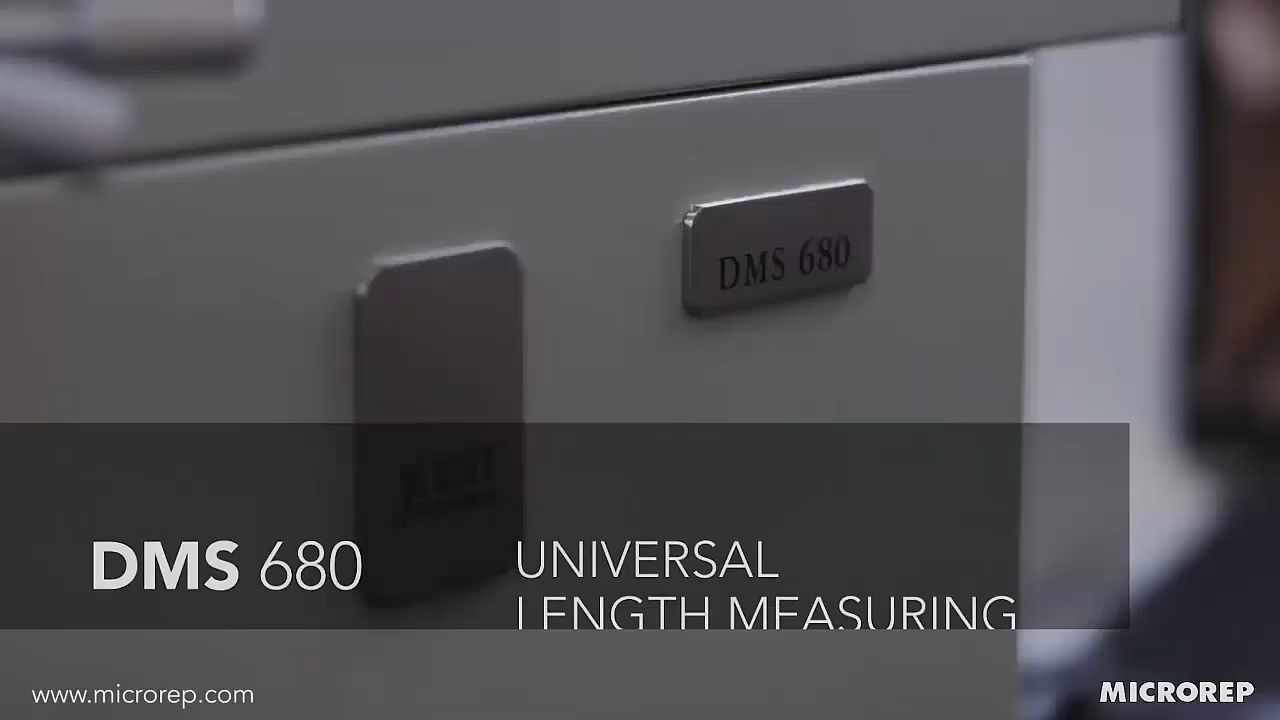 DMS 680
DMS 680
UNIVERSAL
LENGTH MEASURING
www.microrep.com
MICROREP